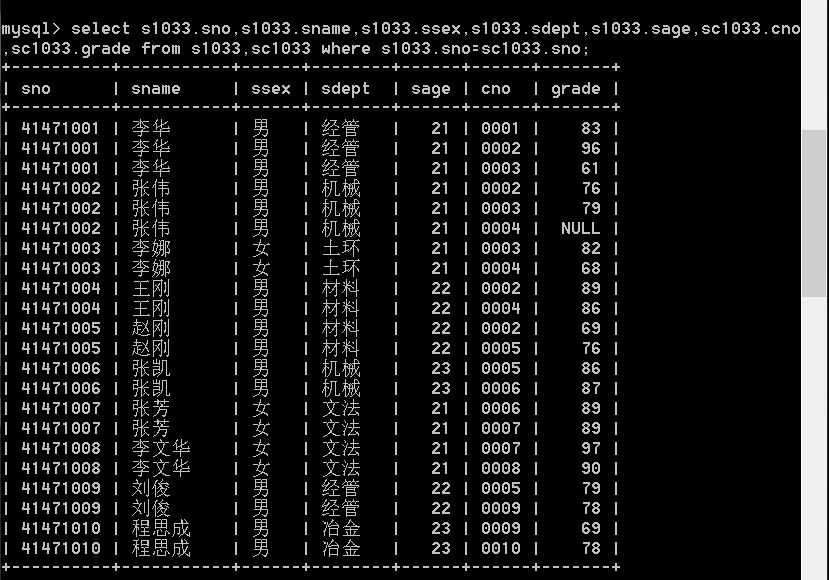 mysql> select s1033.sno,s1033.sname,s1033.ssex,s1033.sdept,s1033.sage,sc1033.cno
,sc1033.grade from s1033,sc1033 where s1033.sno=sc1033.sno;
+----------+-----------+------+-------+------+------+-------+
| sno      | sname     | ssex | sdept | sage | cno  | grade |
+----------+-----------+------+-------+------+------+-------+
| 41471001 | 李华      | 男   | 经管  |   21 | 0001 |    83 |
| 41471001 | 李华      | 男   | 经管  |   21 | 0002 |    96 |
| 41471001 | 李华      | 男   | 经管  |   21 | 0003 |    61 |
| 41471002 | 张伟      | 男   | 机械  |   21 | 0002 |    76 |
| 41471002 | 张伟      | 男   | 机械  |   21 | 0003 |    79 |
| 41471002 | 张伟      | 男   | 机械  |   21 | 0004 |  NULL |
| 41471003 | 李娜      | 女   | 土环  |   21 | 0003 |    82 |
| 41471003 | 李娜      | 女   | 土环  |   21 | 0004 |    68 |
| 41471004 | 王刚      | 男   | 材料  |   22 | 0002 |    89 |
| 41471004 | 王刚      | 男   | 材料  |   22 | 0004 |    86 |
| 41471005 | 赵刚      | 男   | 材料  |   22 | 0002 |    69 |
| 41471005 | 赵刚      | 男   | 材料  |   22 | 0005 |    76 |
| 41471006 | 张凯      | 男   | 机械  |   23 | 0005 |    86 |
| 41471006 | 张凯      | 男   | 机械  |   23 | 0006 |    87 |
| 41471007 | 张芳      | 女   | 文法  |   21 | 0006 |    89 |
| 41471007 | 张芳      | 女   | 文法  |   21 | 0007 |    89 |
| 41471008 | 李文华    | 女   | 文法  |   21 | 0007 |    97 |
| 41471008 | 李文华    | 女   | 文法  |   21 | 0008 |    90 |
| 41471009 | 刘俊      | 男   | 经管  |   22 | 0005 |    79 |
| 41471009 | 刘俊      | 男   | 经管  |   22 | 0009 |    78 |
| 41471010 | 程思成    | 男   | 冶金  |   23 | 0009 |    69 |
| 41471010 | 程思成    | 男   | 冶金  |   23 | 0010 |    78 |
+----------+-----------+------+-------+------+------+-------+